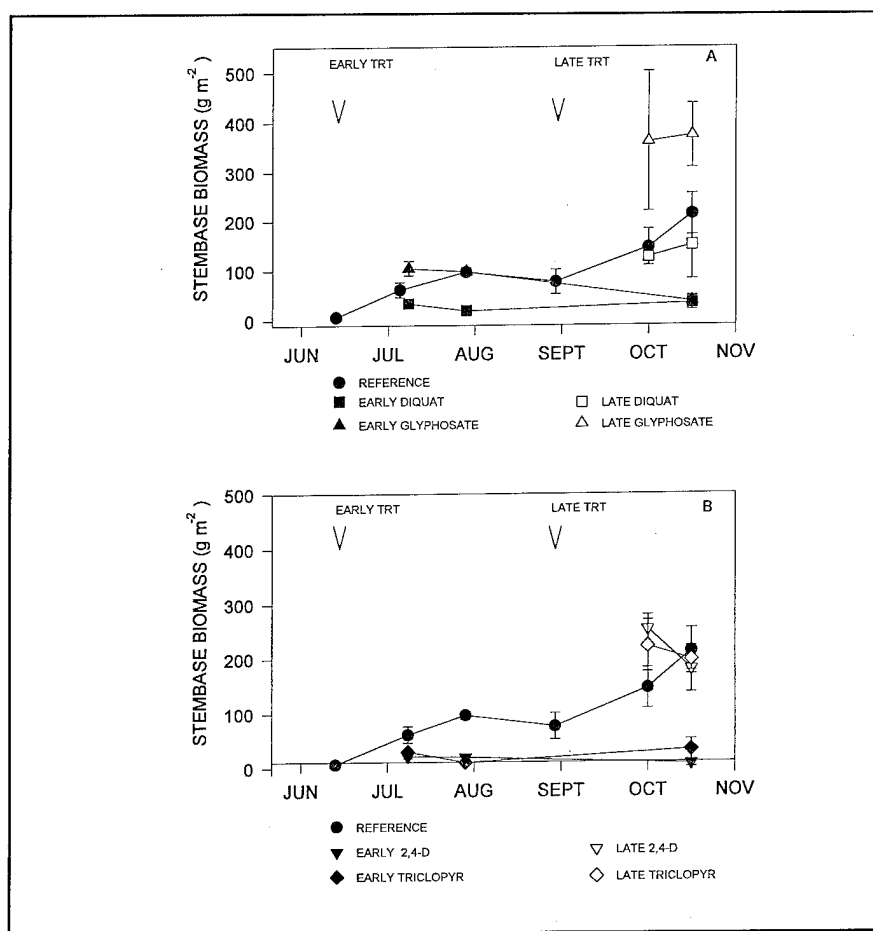 A
EARLY TRT
LATE TRT
STEMBASE BIOMASS (g m⁻²)
500
400
300
200
100
0
JUN JUL AUG SEPT OCT NOV
REFERENCE
EARLY DIQUAT LATE DIQUAT
EARLY GLYPHOSATE LATE GLYPHOSATE
B
EARLY TRT
LATE TRT
STEMBASE BIOMASS (g m⁻²)
500
400
300
200
100
0
JUN JUL AUG SEPT OCT NOV
REFERENCE
EARLY 2,4-D LATE 2,4-D
EARLY TRICLOPYR LATE TRICLOPYR